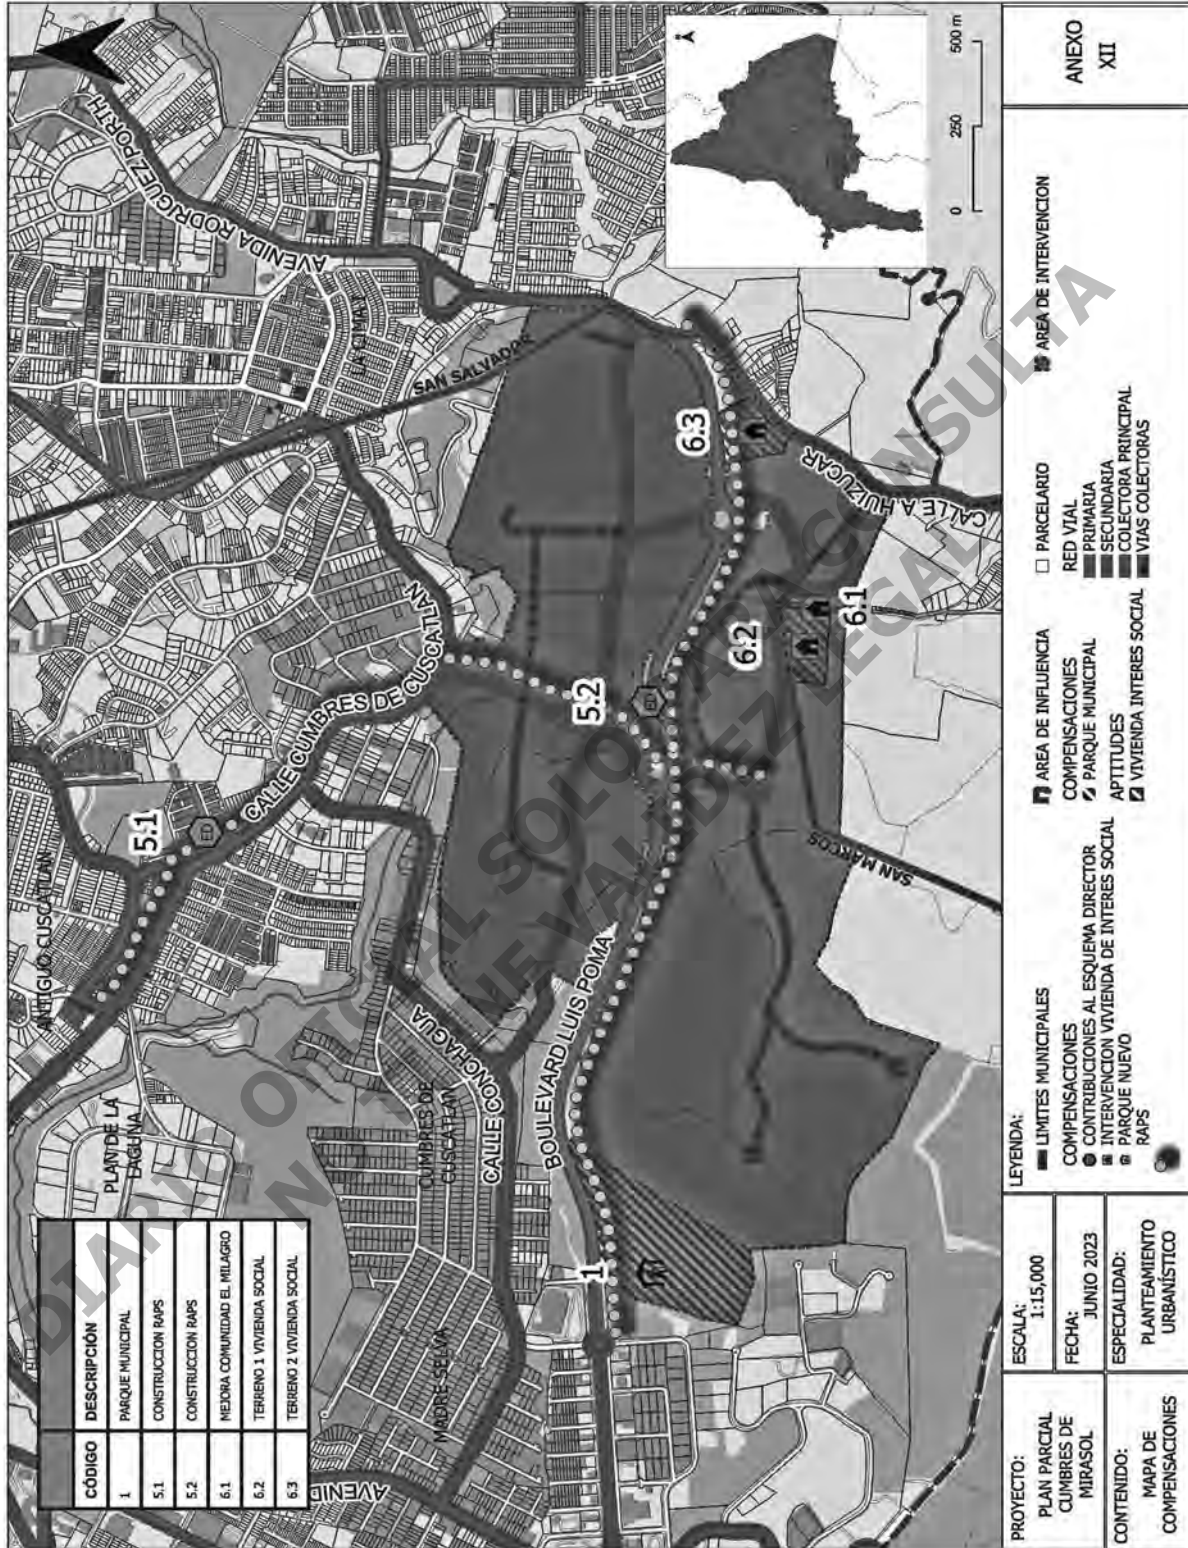 CÓDIGO DESCRIPCIÓN
1 PARQUE MUNICIPAL
5.1 CONSTRUCCION RAPS
5.2 CONSTRUCCION RAPS
6.1 MEJORA COMUNIDAD EL MILAGRO
6.2 TERRENO 1 VIVIENDA SOCIAL
6.3 TERRENO 2 VIVIENDA SOCIAL
ANTIGUO CUSCATLAN
PLAN DE LA
LAGUNA
CUMBRES DE
CUSCATLAN
MADRE SELVA
AVENIDA
LA CIMA I
AVENIDA RODRIGUEZ PORTH
SAN SALVADOR
CALLE CUMBRES DE CUSCATLAN
CALLE CONCHAGUA
BOULEVARD LUIS POMA
SAN MARCOS
CALLE A HUIZUCAR
1
5.1
5.2
6.1
6.2
6.3
0 250 500 m
DIARIO OFICIAL SOLO PARA CONSULTA
NO TIENE VALIDEZ LEGAL
PROYECTO:
PLAN PARCIAL
CUMBRES DE
MIRASOL
CONTENIDO:
MAPA DE
COMPENSACIONES
ESCALA:
1:15,000
FECHA:
JUNIO 2023
ESPECIALIDAD:
PLANTEAMIENTO
URBANÍSTICO
LEYENDA:
LIMITES MUNICIPALES
COMPENSACIONES
CONTRIBUCIONES AL ESQUEMA DIRECTOR
INTERVENCION VIVIENDA DE INTERES SOCIAL
PARQUE NUEVO
RAPS
AREA DE INFLUENCIA
COMPENSACIONES
PARQUE MUNICIPAL
APTITUDES
VIVIENDA INTERES SOCIAL
PARCELARIO
RED VIAL
PRIMARIA
SECUNDARIA
COLECTORA PRINCIPAL
VIAS COLECTORAS
AREA DE INTERVENCION
ANEXO
XII